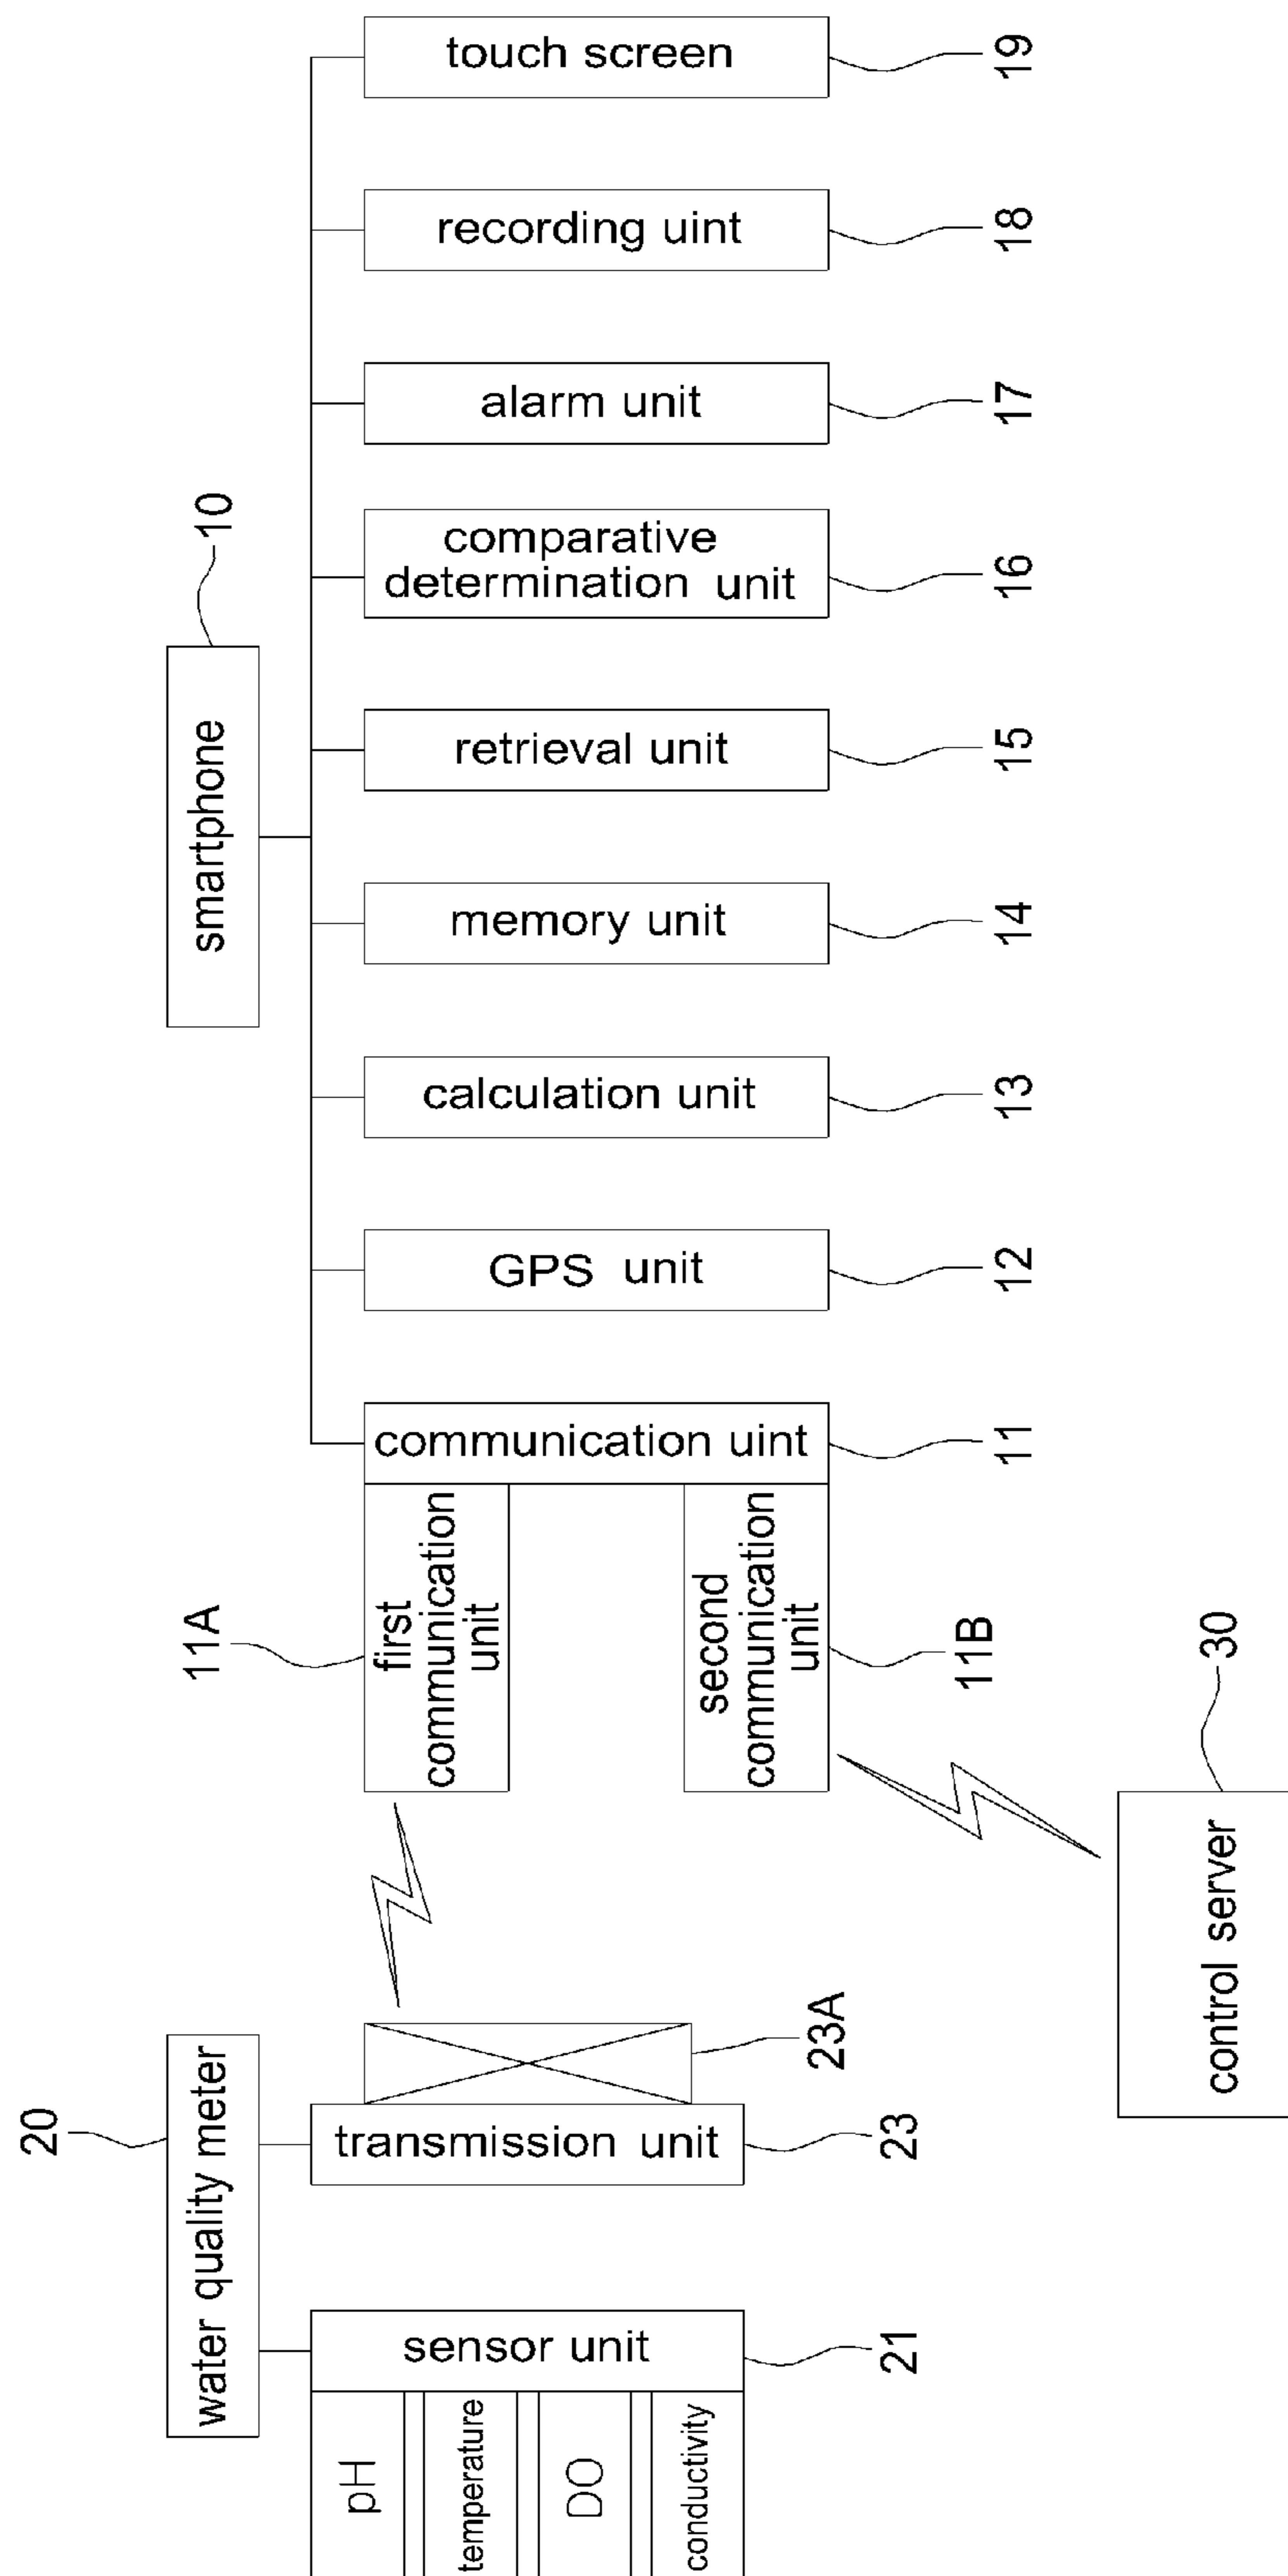 touch screen
19
recording uint
18
alarm unit
17
10
comparative
determination unit
16
smartphone
retrieval unit
15
memory unit
14
calculation unit
13
GPS unit
12
communication uint
11
11A
first
communication
unit
second
communication
unit
11B
30
control server
23A
20
water quality meter
transmission unit
23
sensor unit
21
pH
temperature
DO
conductivity